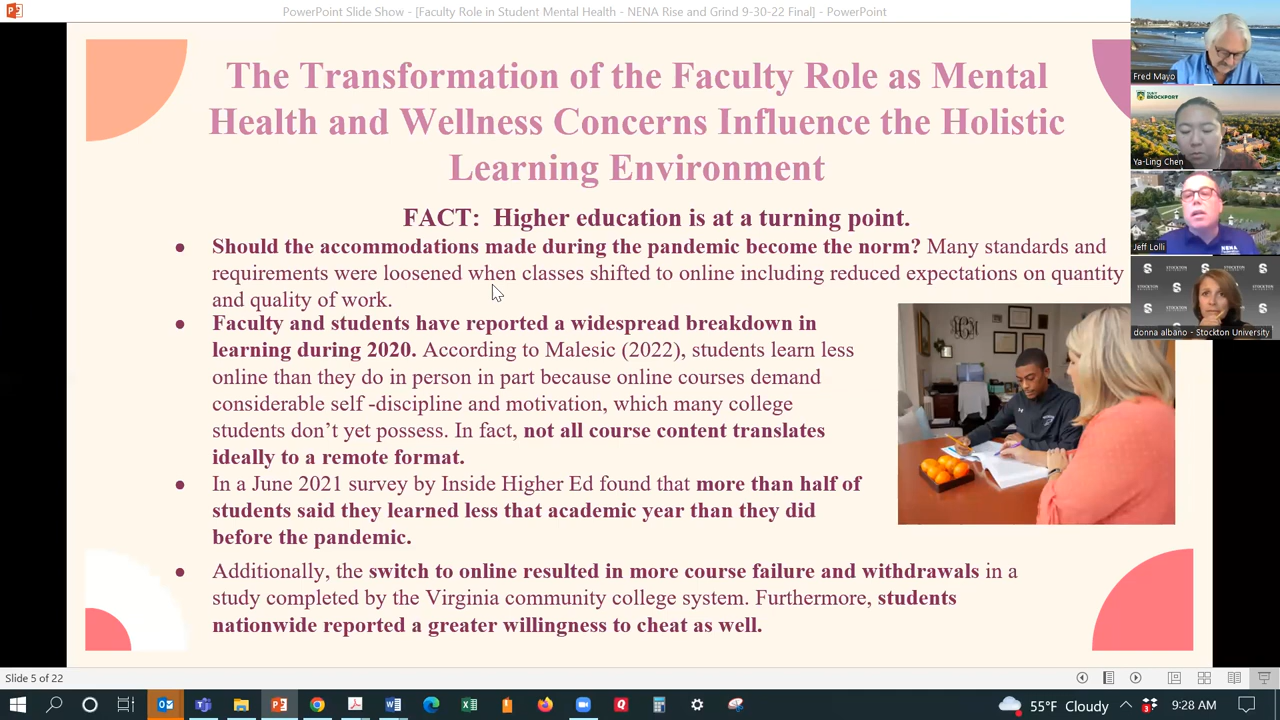 PowerPoint Slide Show - [Faculty Role in Student Mental Health - NENA Rise and Grind 9-30-22 Final] - PowerPoint
The Transformation of the Faculty Role as Mental
Health and Wellness Concerns Influence the Holistic
Learning Environment
FACT: Higher education is at a turning point.
● Should the accommodations made during the pandemic become the norm? Many standards and
requirements were loosened when classes shifted to online including reduced expectations on quantity
and quality of work.
● Faculty and students have reported a widespread breakdown in
learning during 2020. According to Malesic (2022), students learn less
online than they do in person in part because online courses demand
considerable self -discipline and motivation, which many college
students don’t yet possess. In fact, not all course content translates
ideally to a remote format.
● In a June 2021 survey by Inside Higher Ed found that more than half of
students said they learned less that academic year than they did
before the pandemic.
● Additionally, the switch to online resulted in more course failure and withdrawals in a
study completed by the Virginia community college system. Furthermore, students
nationwide reported a greater willingness to cheat as well.
Fred Mayo
BROCKPORT
Ya-Ling Chen
NENA
Jeff Lolli
STOCKTON
donna albano - Stockton University
Slide 5 of 22
55°F Cloudy
9:28 AM